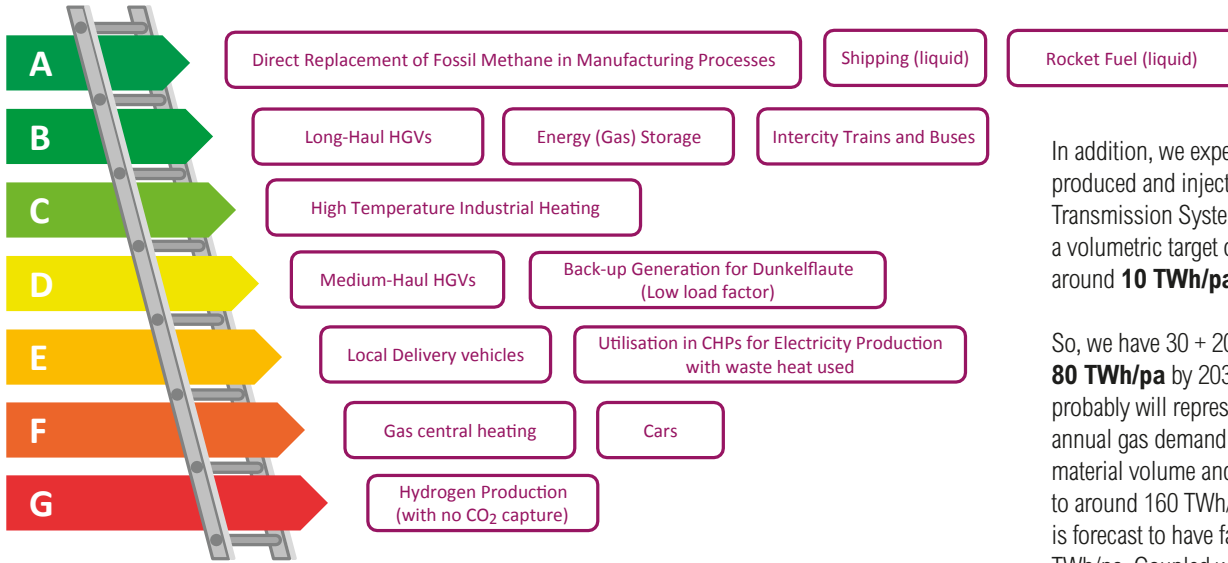 A
Direct Replacement of Fossil Methane in Manufacturing Processes
Shipping (liquid)
Rocket Fuel (liquid)
B
Long-Haul HGVs
Energy (Gas) Storage
Intercity Trains and Buses
C
High Temperature Industrial Heating
D
Medium-Haul HGVs
Back-up Generation for Dunkelflaute
(Low load factor)
E
Local Delivery vehicles
Utilisation in CHPs for Electricity Production
with waste heat used
F
Gas central heating
Cars
G
Hydrogen Production
(with no CO2 capture)
In addition, we expe
produced and inject
Transmission Syste
a volumetric target o
around 10 TWh/pa
So, we have 30 + 20
80 TWh/pa by 203
probably will repres
annual gas demand
material volume and
to around 160 TWh/
is forecast to have fa